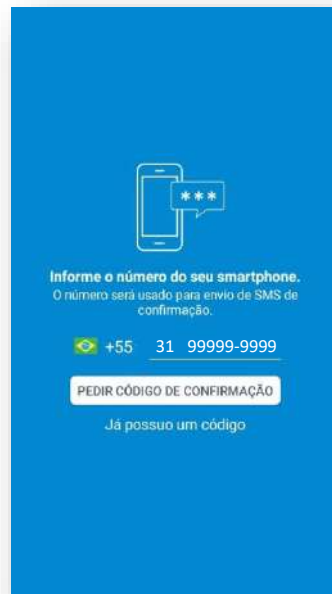 ***
Informe o número do seu smartphone.
O número será usado para envio de SMS de
confirmação.
+55 31 99999-9999
PEDIR CÓDIGO DE CONFIRMAÇÃO
Já possuo um código